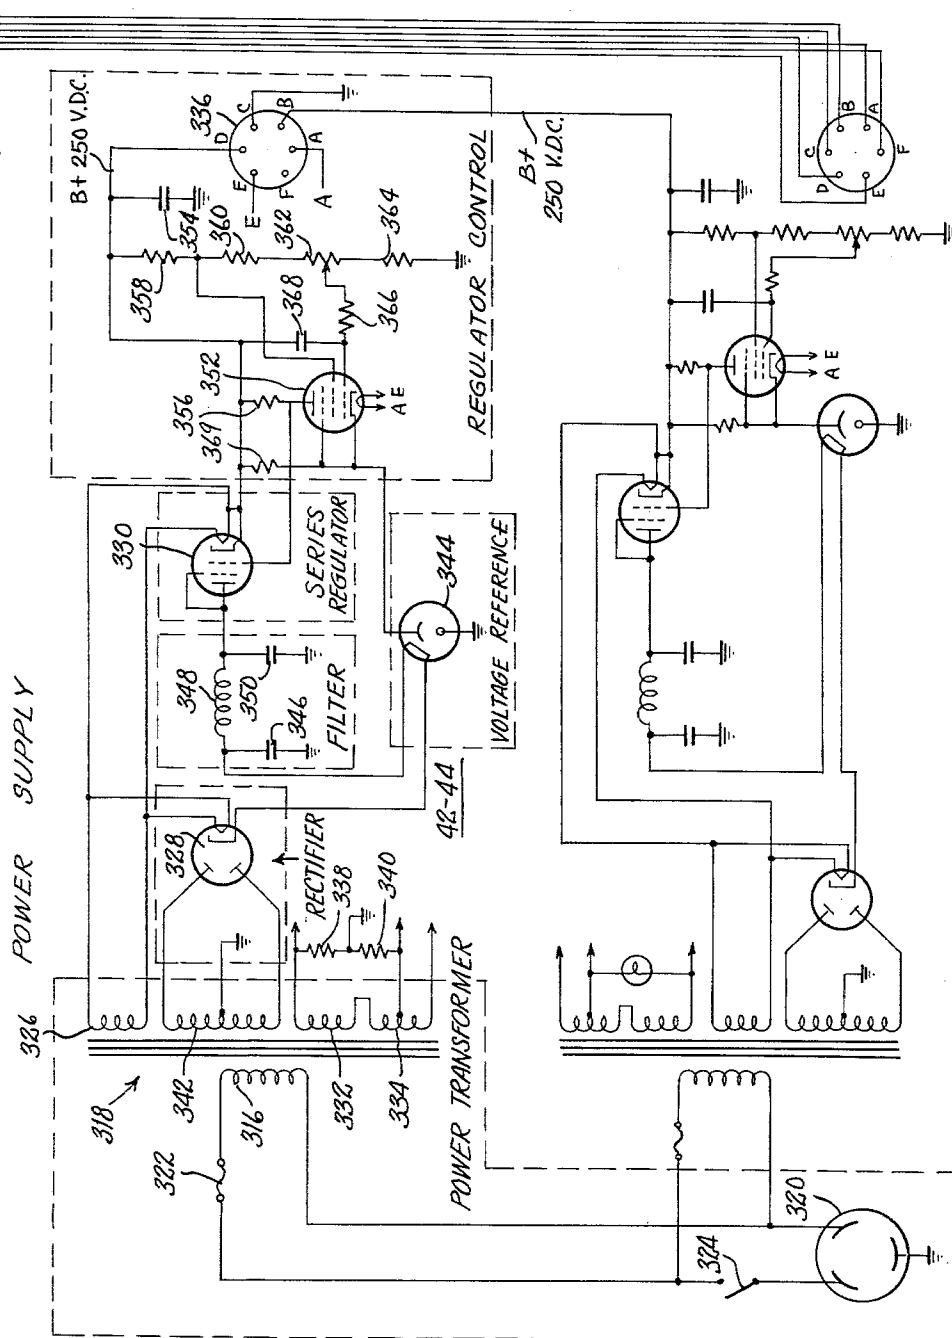 POWER SUPPLY
B+ 250 V.D.C.
336
A
B
C
D
E
F
E
A
354
358
360
362
364
366
368
352
356
369
A E
REGULATOR CONTROL
B+
250 V.D.C.
A
B
C
D
E
F
A E
330
SERIES
REGULATOR
344
VOLTAGE REFERENCE
348
350
346
FILTER
42-44
328
RECTIFIER
338
340
326
318
342
316
332
334
POWER TRANSFORMER
322
324
320